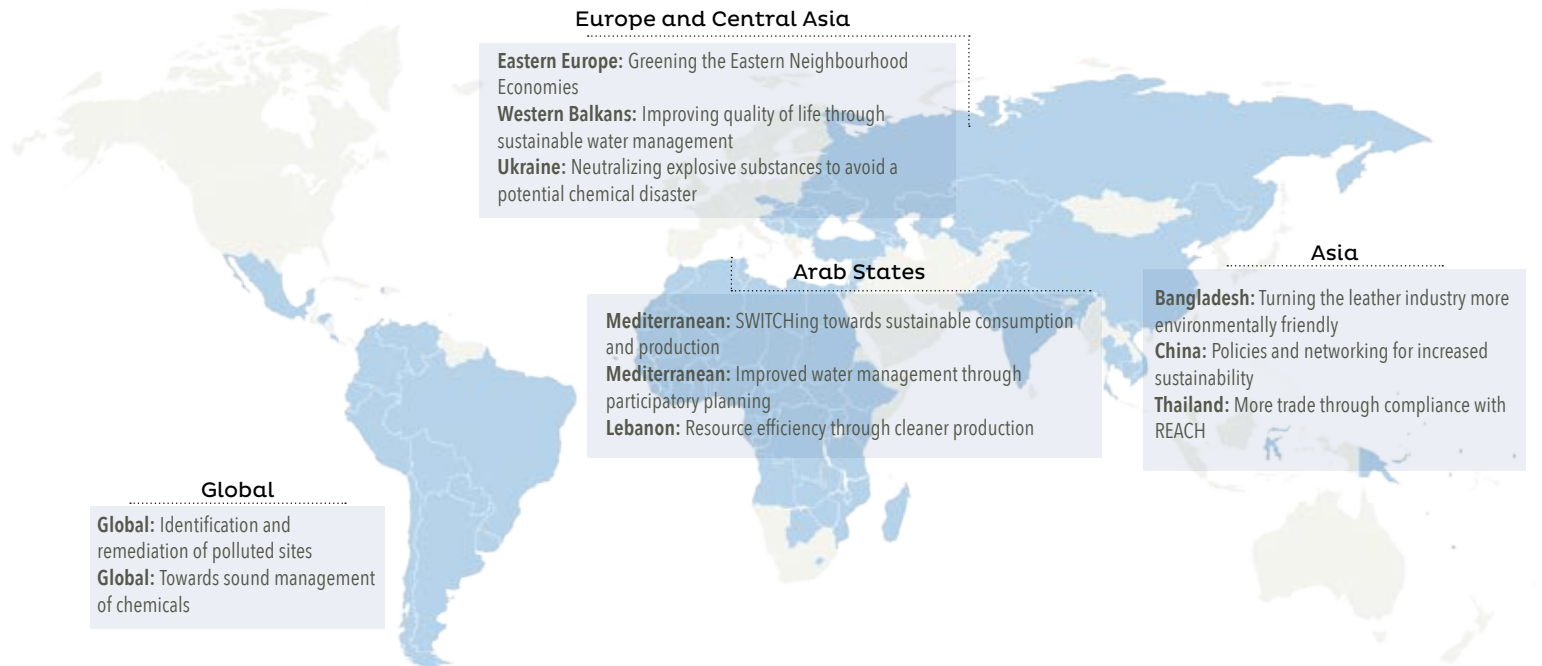 Europe and Central Asia
Eastern Europe: Greening the Eastern Neighbourhood
Economies
Western Balkans: Improving quality of life through
sustainable water management
Ukraine: Neutralizing explosive substances to avoid a
potential chemical disaster
Arab States
Mediterranean: SWITCHing towards sustainable consumption
and production
Mediterranean: Improved water management through
participatory planning
Lebanon: Resource efficiency through cleaner production
Asia
Bangladesh: Turning the leather industry more
environmentally friendly
China: Policies and networking for increased
sustainability
Thailand: More trade through compliance with
REACH
Global
Global: Identification and
remediation of polluted sites
Global: Towards sound management
of chemicals